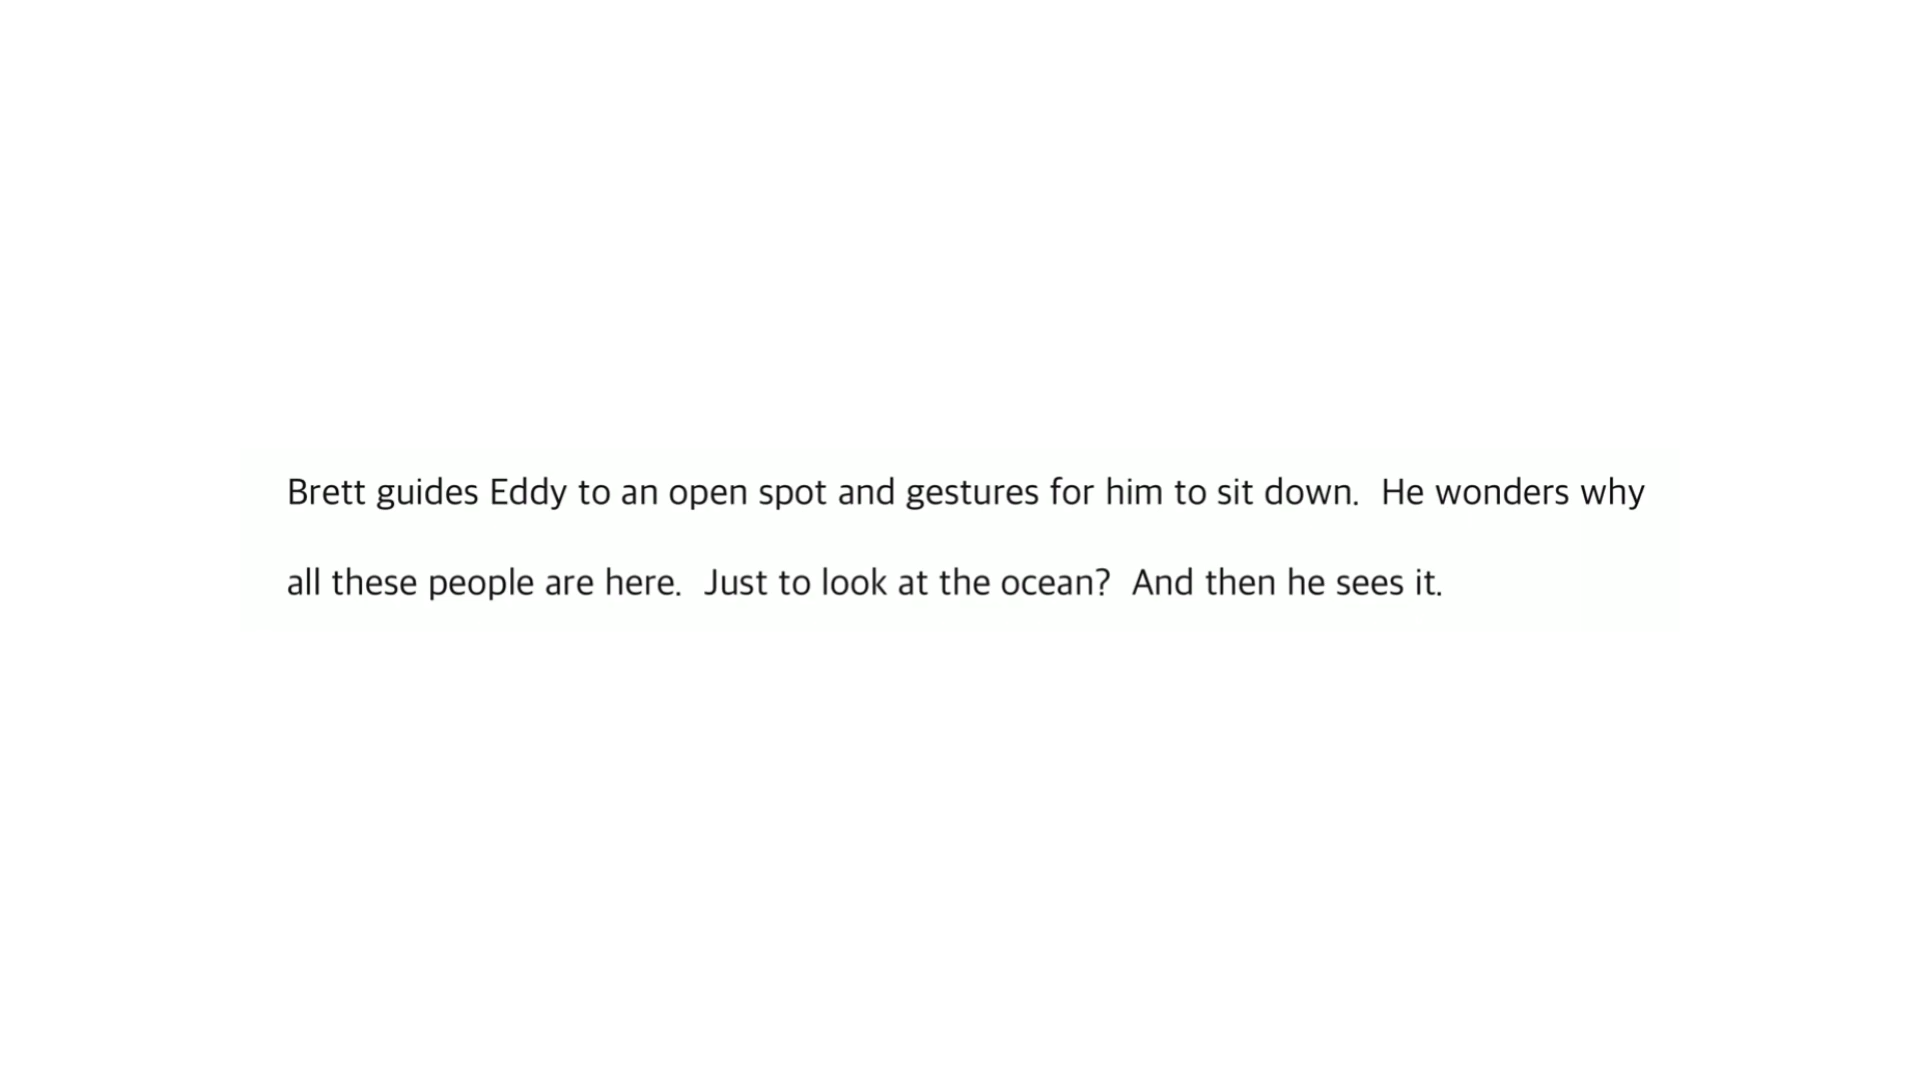 Brett guides Eddy to an open spot and gestures for him to sit down.  He wonders why
all these people are here.  Just to look at the ocean?  And then he sees it.